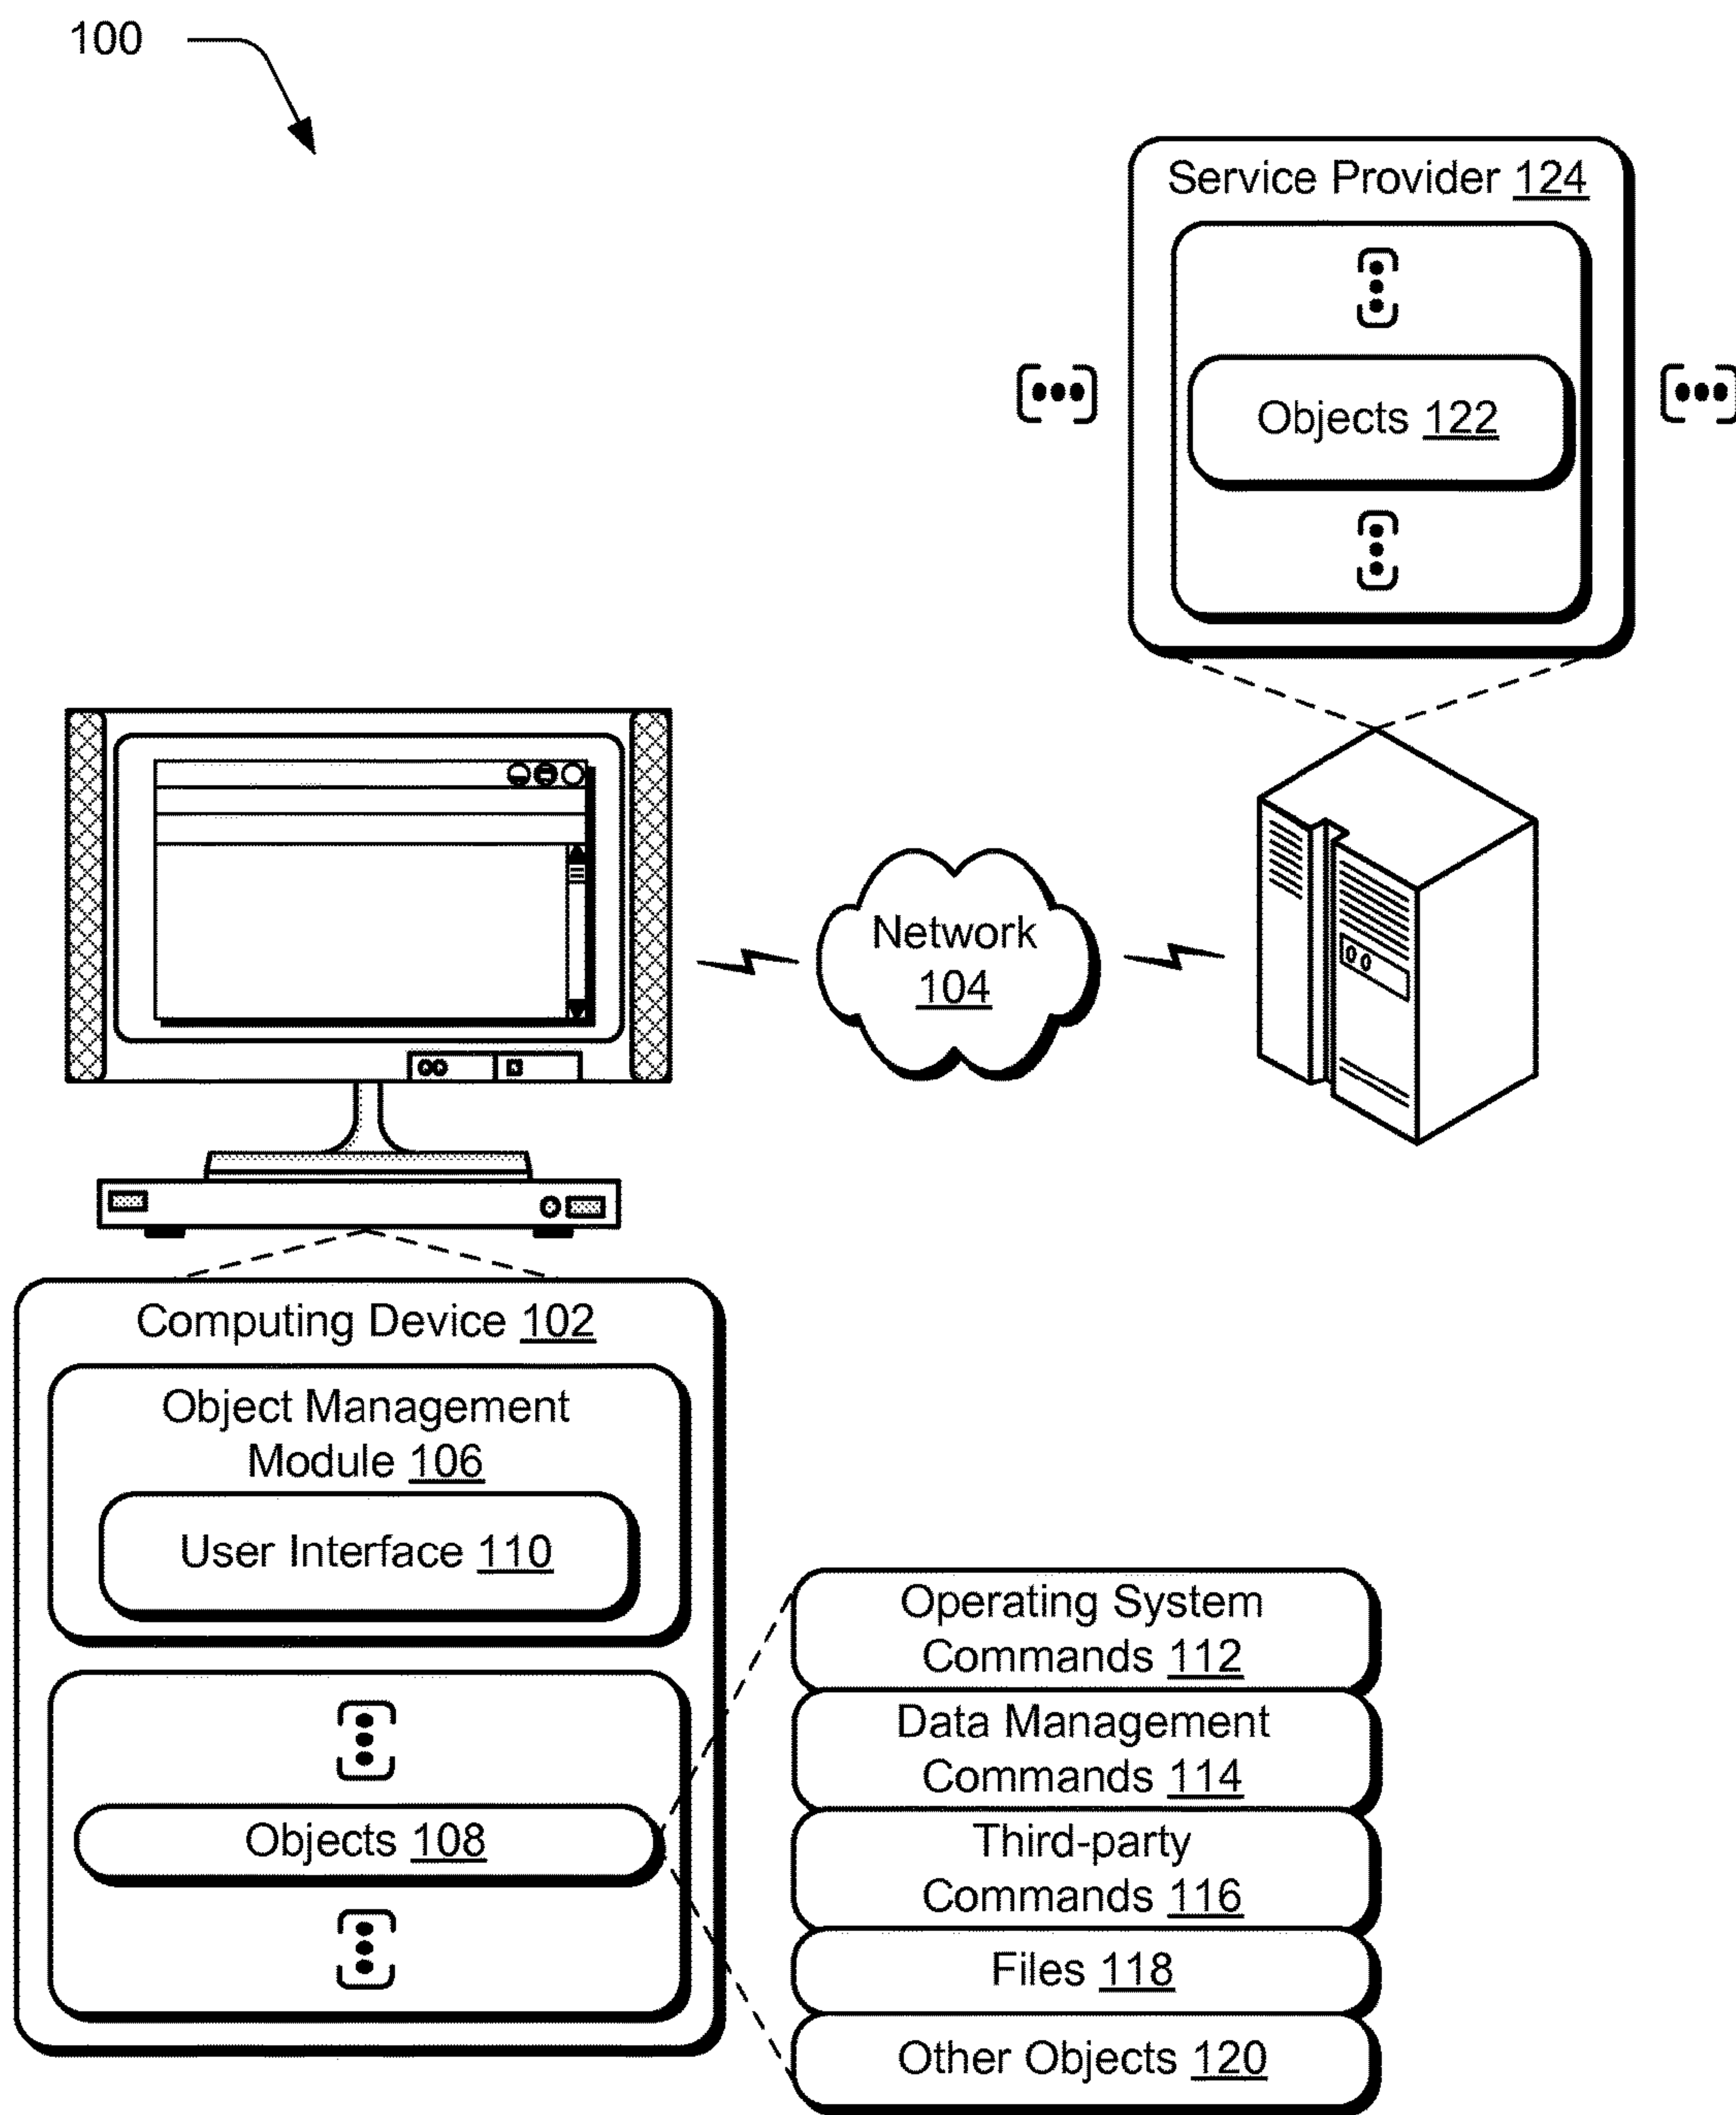 100
Service Provider 124
Objects 122
Network
104
Computing Device 102
Object Management
Module 106
User Interface 110
Objects 108
Operating System
Commands 112
Data Management
Commands 114
Third-party
Commands 116
Files 118
Other Objects 120